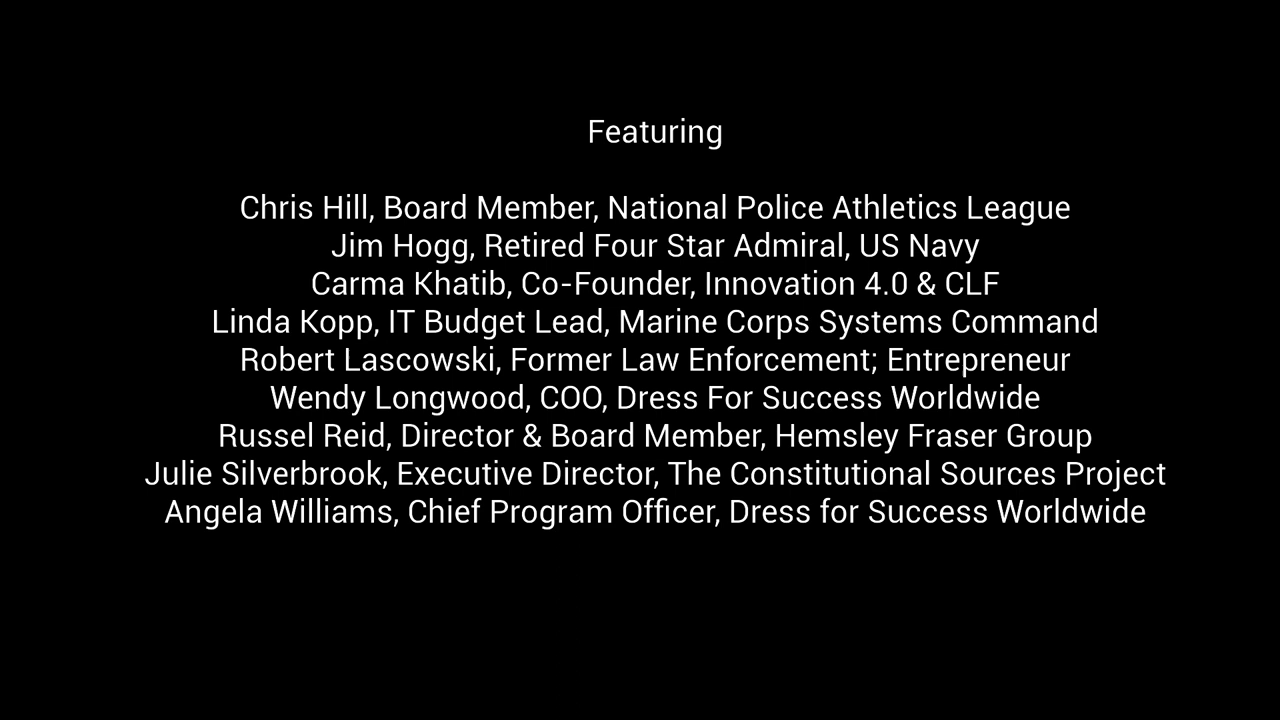 Featuring
Chris Hill, Board Member, National Police Athletics League
Jim Hogg, Retired Four Star Admiral, US Navy
Carma Khatib, Co-Founder, Innovation 4.0 & CLF
Linda Kopp, IT Budget Lead, Marine Corps Systems Command
Robert Lascowski, Former Law Enforcement; Entrepreneur
Wendy Longwood, COO, Dress For Success Worldwide
Russel Reid, Director & Board Member, Hemsley Fraser Group
Julie Silverbrook, Executive Director, The Constitutional Sources Project
Angela Williams, Chief Program Officer, Dress for Success Worldwide